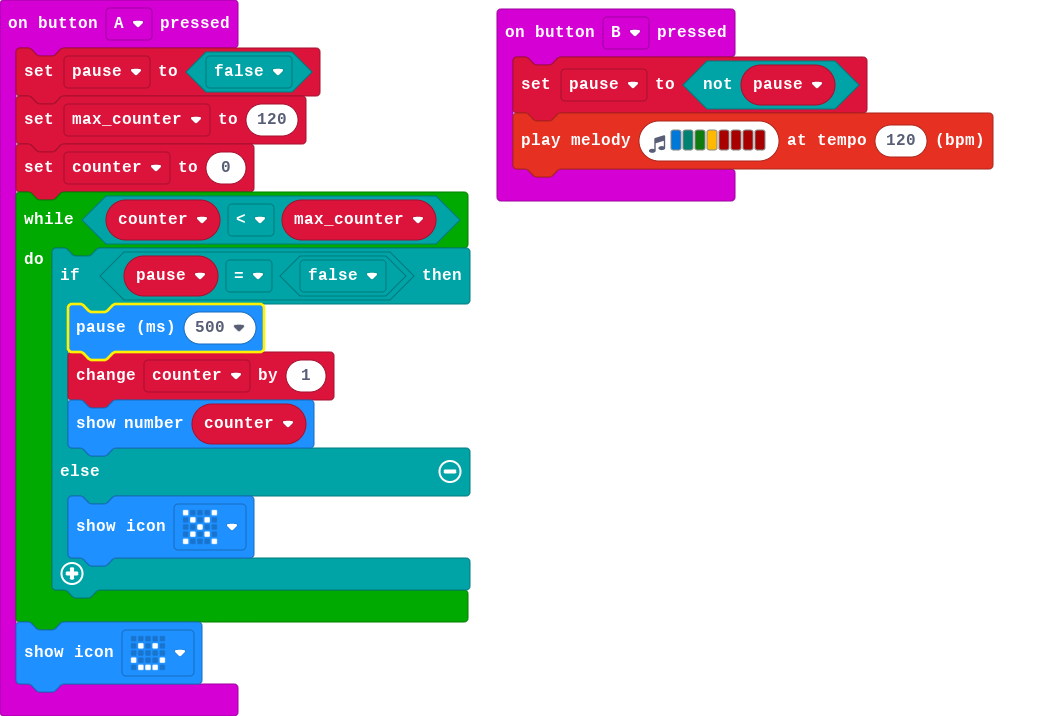 on button A pressed
set pause to false
set max_counter to 120
set counter to 0
while counter < max_counter
do
if pause = false then
pause (ms) 500
change counter by 1
show number counter
else
show icon
show icon
on button B pressed
set pause to not pause
play melody at tempo 120 (bpm)